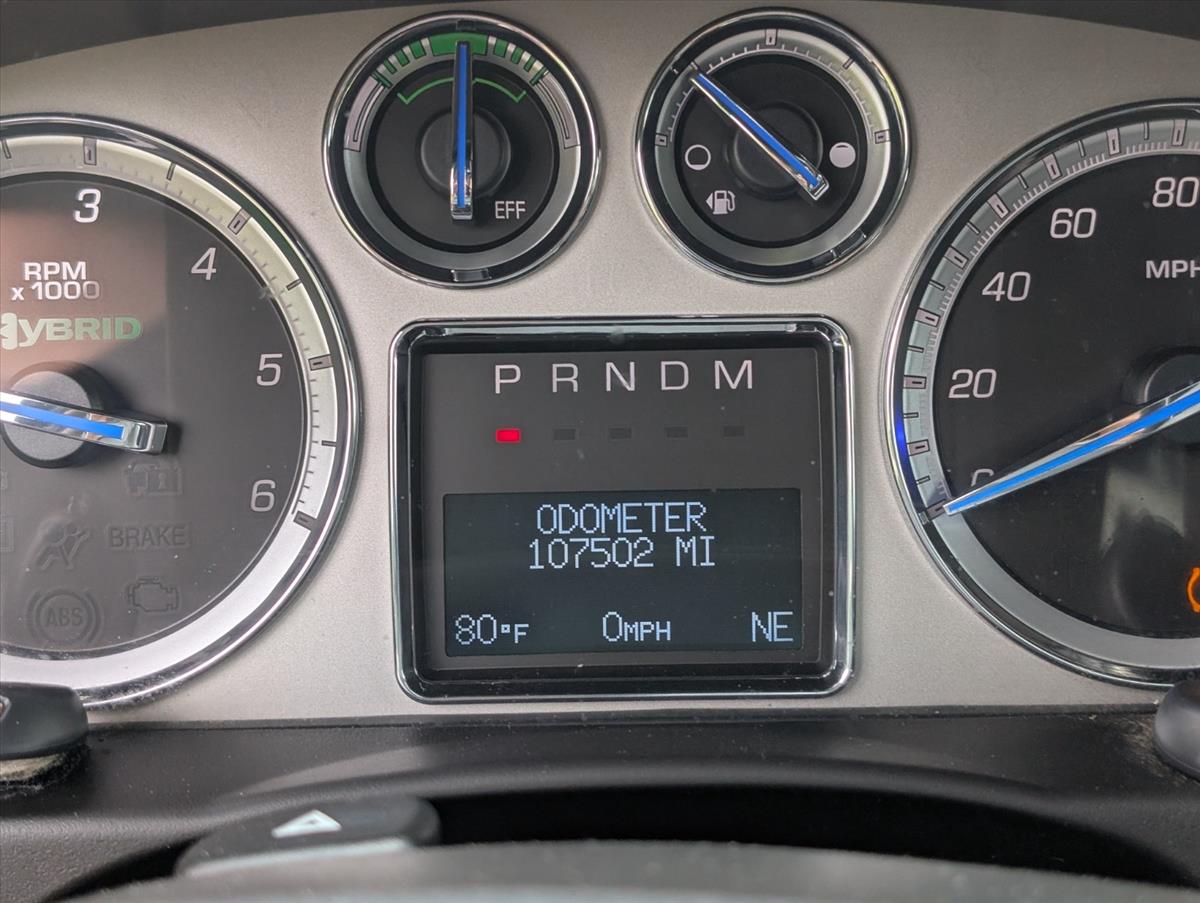 EFF
3
4
5
6
RPM
x 1000
HYBRID
BRAKE
ABS
P R N D M
ODOMETER
107502 MI
80°F 0MPH NE
0
20
40
60
80
MPH